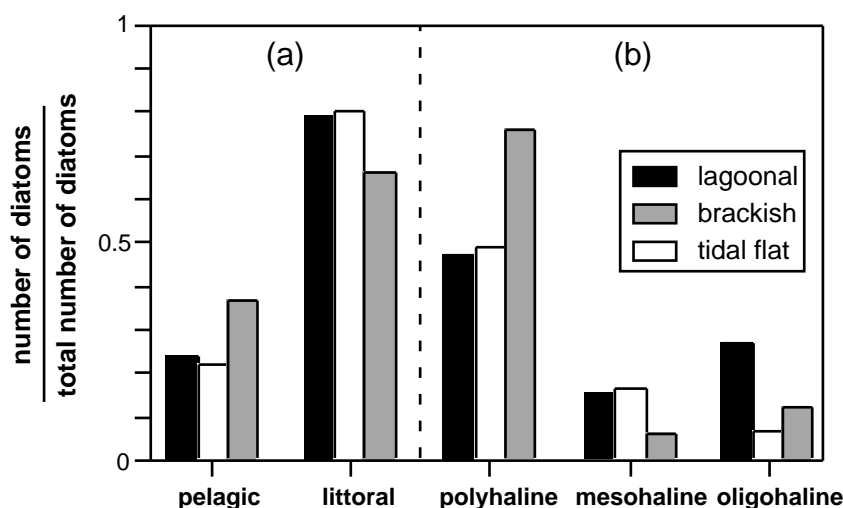 number of diatoms
total number of diatoms
1
0.5
0
(a)
(b)
lagoonal
brackish
tidal flat
pelagic
littoral
polyhaline
mesohaline
oligohaline